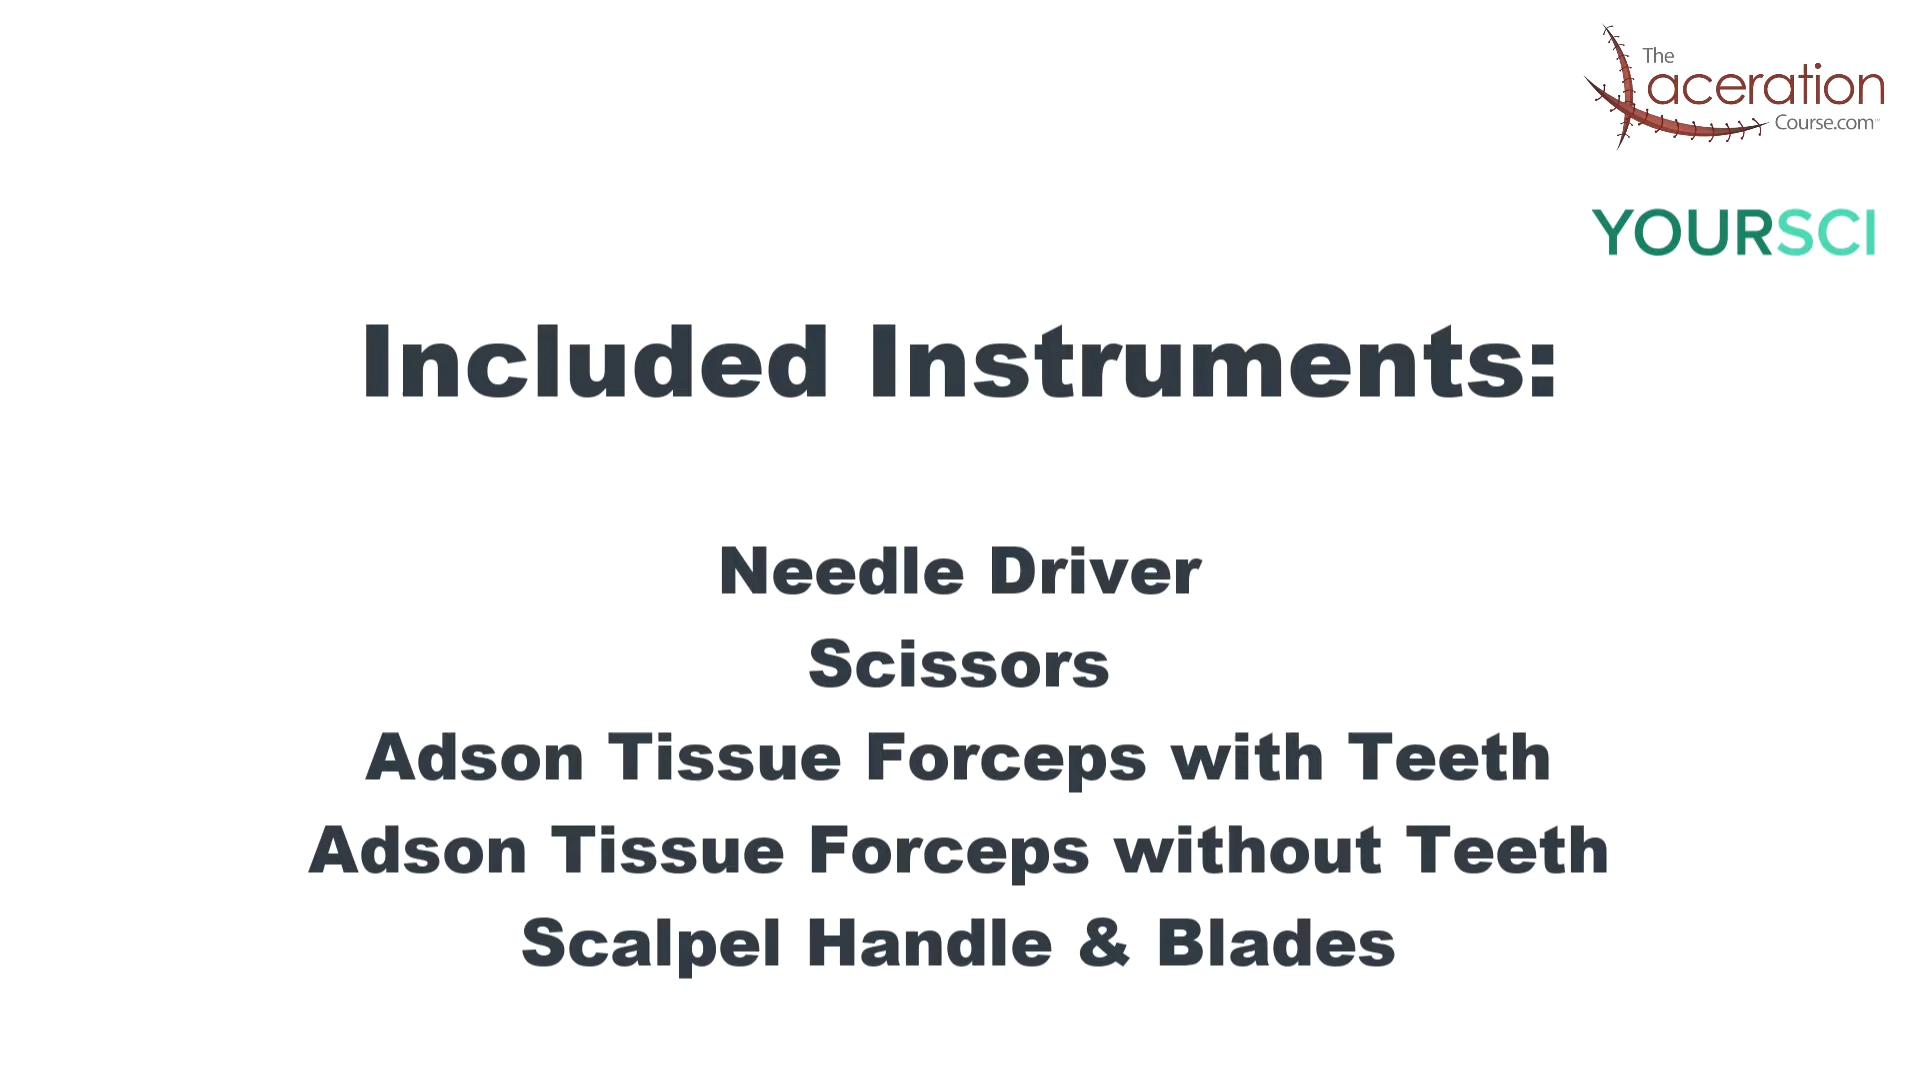 The
Laceration
Course.com
YOURSCI
Included Instruments:
Needle Driver
Scissors
Adson Tissue Forceps with Teeth
Adson Tissue Forceps without Teeth
Scalpel Handle & Blades